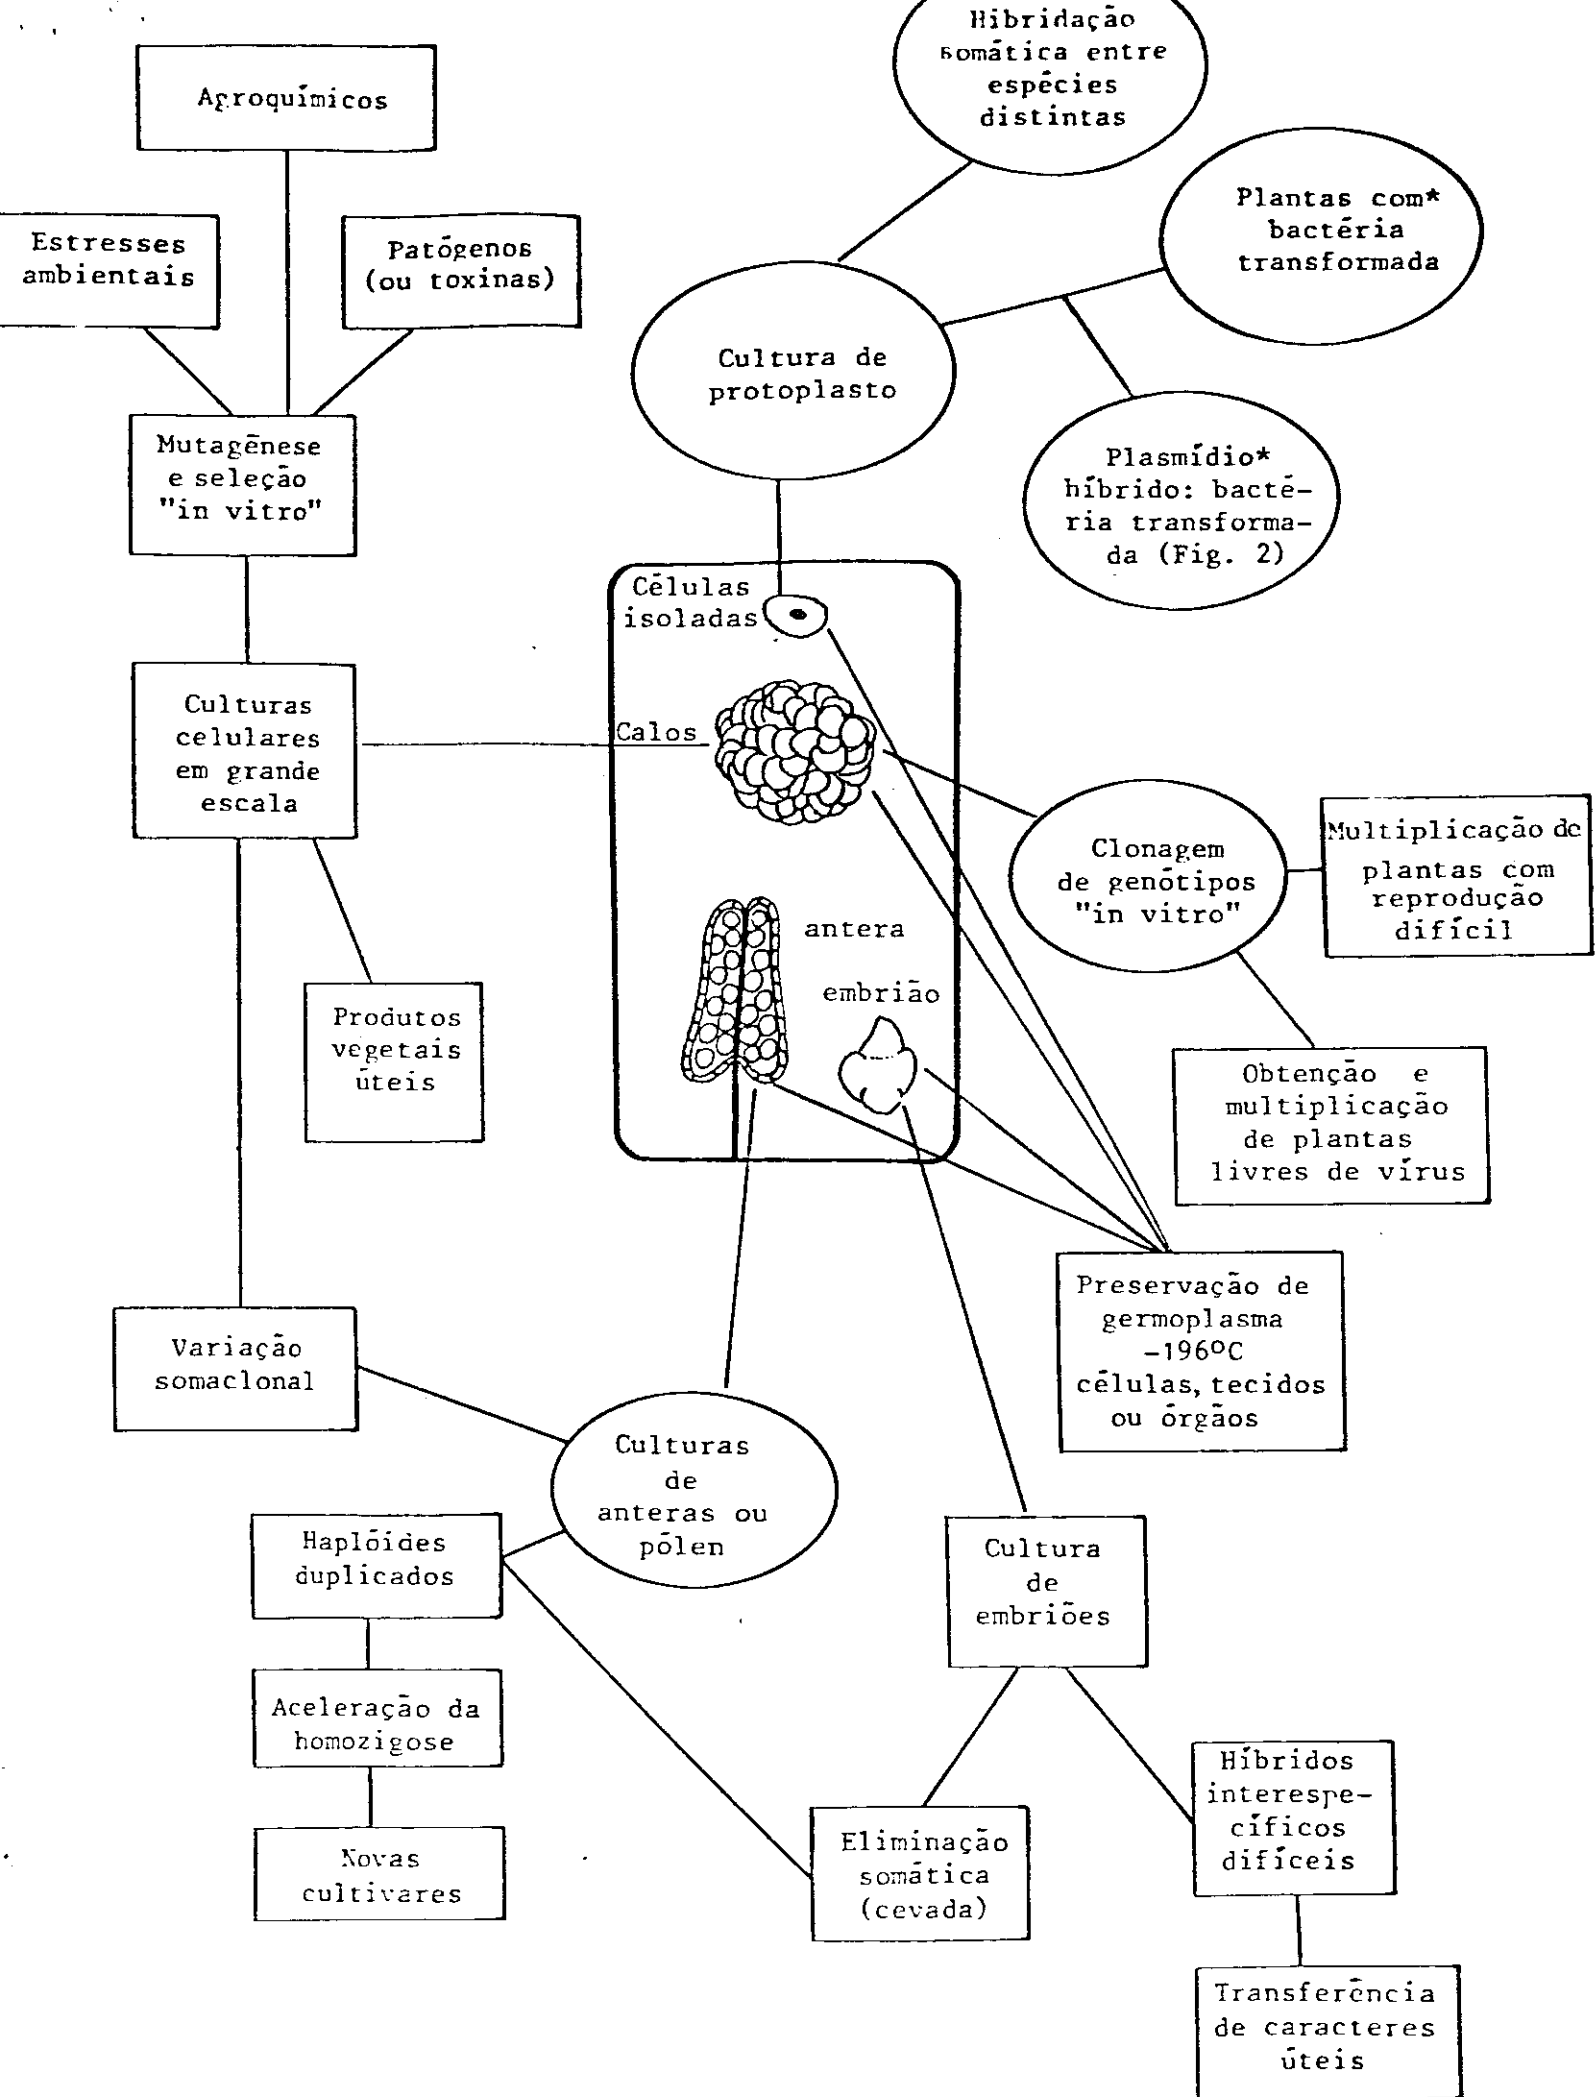 Hibridação
somática entre
espécies
distintas
Agroquímicos
Plantas com*
bactéria
transformada
Estresses
ambientais
Patógenos
(ou toxinas)
Cultura de
protoplasto
Mutagênese
e seleção
"in vitro"
Plasmídio*
híbrido: bacté-
ria transforma-
da (Fig. 2)
Células
isoladas
Culturas
celulares
em grande
escala
Calos
Clonagem
de genótipos
"in vitro"
Multiplicação de
plantas com
reprodução
difícil
antera
embrião
Produtos
vegetais
úteis
Obtenção e
multiplicação
de plantas
livres de vírus
Preservação de
germoplasma
-196ºC
células, tecidos
ou órgãos
Variação
somaclonal
Culturas
de
anteras ou
pólen
Haplóides
duplicados
Cultura
de
embriões
Aceleração da
homozigose
Híbridos
interespe-
cíficos
difíceis
Eliminação
somática
(cevada)
Novas
cultivares
Transferência
de caracteres
úteis